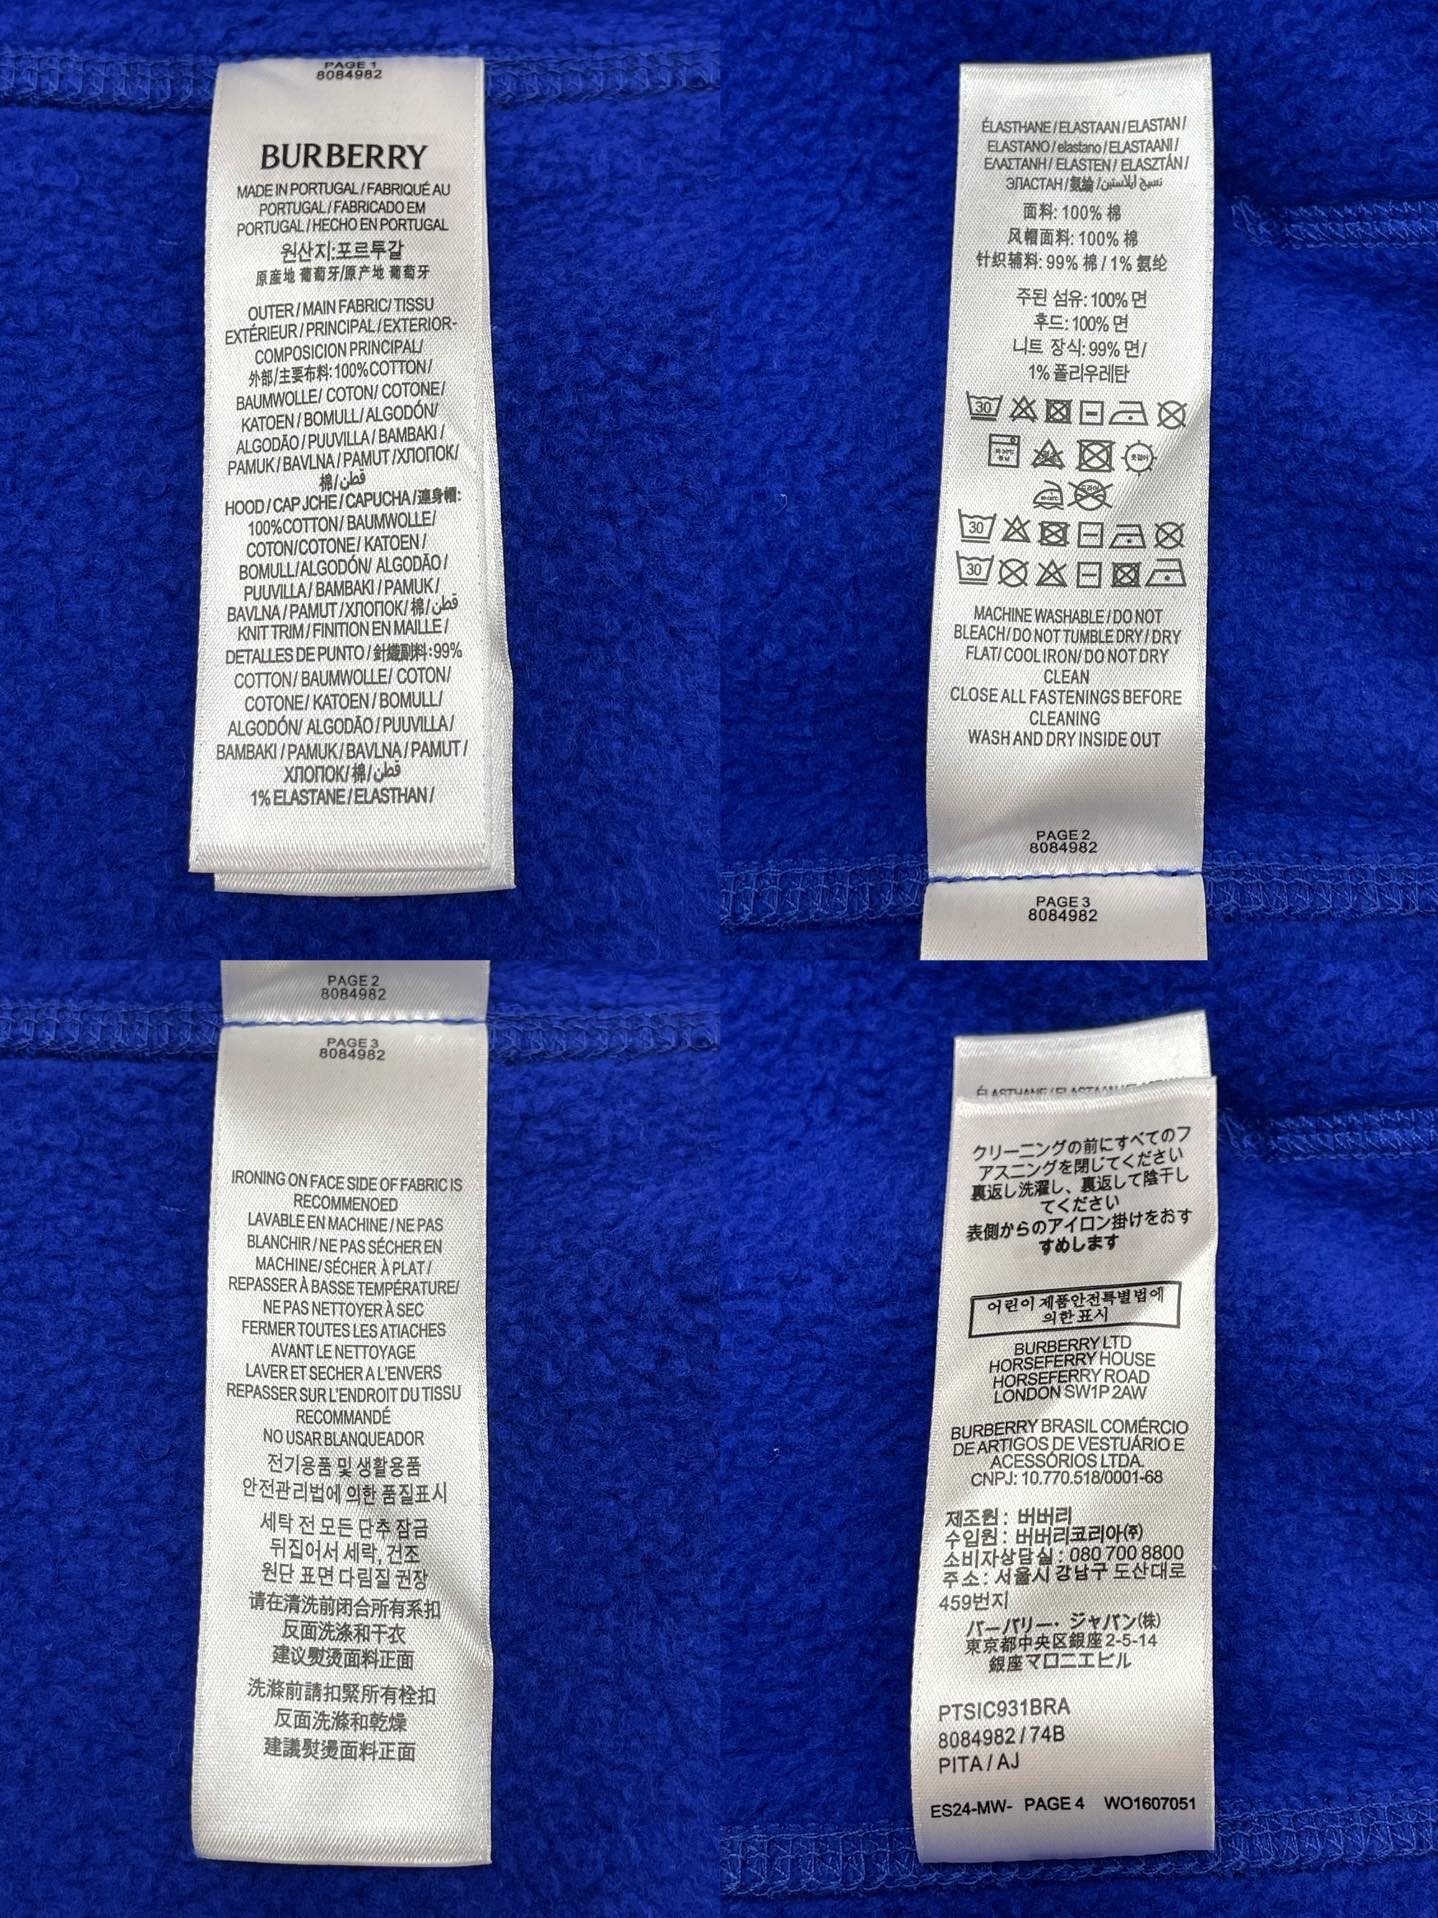 PAGE 1
8084982
BURBERRY
MADE IN PORTUGAL / FABRIQUÉ AU
PORTUGAL / FABRICADO EM
PORTUGAL / HECHO EN PORTUGAL
원산지:포르투갈
原産地 葡萄牙/原产地 葡萄牙
OUTER / MAIN FABRIC/ TISSU
EXTÉRIEUR / PRINCIPAL / EXTERIOR-
COMPOSICION PRINCIPAL/
外部/主要布料:100%COTTON /
BAUMWOLLE/ COTON/ COTONE /
KATOEN / BOMULL/ ALGODÓN/
ALGODÃO / PUUVILLA / BAMBAKI /
PAMUK / BAVLNA / PAMUT /ХЛОПОК/
棉/قطن
HOOD / CAP JCHE / CAPUCHA /連身帽:
100%COTTON / BAUMWOLLE /
COTON/COTONE / KATOEN /
BOMULL/ALGODÓN/ ALGODÃO /
PUUVILLA / BAMBAKI / PAMUK /
BAVLNA / PAMUT / ХЛОПОК/ 棉/قطن
KNIT TRIM / FINITION EN MAILLE /
DETALLES DE PUNTO / 針織副料:99%
COTTON / BAUMWOLLE/ COTON/
COTONE / KATOEN / BOMULL/
ALGODÓN/ ALGODÃO / PUUVILLA /
BAMBAKI / PAMUK / BAVLNA / PAMUT /
ХЛОПОК/ 棉/قطن
1% ELASTANE / ELASTHAN /
ÉLASTHANE / ELASTAAN / ELASTAN /
ELASTANO / elastano / ELASTAANI /
ΕΛΑΣΤΑΝΗ / ELASTEN / ELASZTÁN /
ЭЛАСТАН / 氨綸 /نسيج ايلاستين
面料: 100% 棉
风帽面料: 100% 棉
针织辅料: 99% 棉 / 1% 氨纶
주된 섬유: 100% 면
후드: 100% 면
니트 장식: 99% 면 /
1% 폴리우레탄
30
30
30
MACHINE WASHABLE / DO NOT
BLEACH / DO NOT TUMBLE DRY / DRY
FLAT/ COOL IRON/ DO NOT DRY
CLEAN
CLOSE ALL FASTENINGS BEFORE
CLEANING
WASH AND DRY INSIDE OUT
PAGE 2
8084982
PAGE 3
8084982
PAGE 2
8084982
PAGE 3
8084982
IRONING ON FACE SIDE OF FABRIC IS
RECOMMENOED
LAVABLE EN MACHINE / NE PAS
BLANCHIR / NE PAS SÉCHER EN
MACHINE/ SÉCHER À PLAT /
REPASSER À BASSE TEMPÉRATURE/
NE PAS NETTOYER À SEC
FERMER TOUTES LES ATIACHES
AVANT LE NETTOYAGE
LAVER ET SECHER A L'ENVERS
REPASSER SUR L'ENDROIT DU TISSU
RECOMMANDÉ
NO USAR BLANQUEADOR
전기용품 및 생활용품
안전관리법에 의한 품질표시
세탁 전 모든 단추 잠금
뒤집어서 세락, 건조
원단 표면 다림질 권장
请在清洗前闭合所有系扣
反面洗涤和干衣
建议熨烫面料正面
洗滌前請扣緊所有栓扣
反面洗滌和乾燥
建議熨燙面料正面
ÉLASTHANE / ELASTAAN /
クリーニングの前にすべてのフ
アスニングを閉じてください
裏返し洗濯し、裏返して陰干し
てください
表側からのアイロン掛けをおす
すめします
어린이 제품안전특별법에
의한 표시
BURBERRY LTD
HORSEFERRY HOUSE
HORSEFERRY ROAD
LONDON SW1P 2AW
BURBERRY BRASIL COMÉRCIO
DE ARTIGOS DE VESTUÁRIO E
ACESSÓRIOS LTDA.
CNPJ: 10.770.518/0001-68
제조원 : 버버리
수입원 : 버버리코리아(주)
소비자상담실 : 080 700 8800
주소: 서울시 강남구 도산대로
459번지
バーバリー・ジャパン(株)
東京都中央区銀座2-5-14
銀座マロニエビル
PTSIC931BRA
8084982 / 74B
PITA / AJ
ES24-MW- PAGE 4 WO1607051